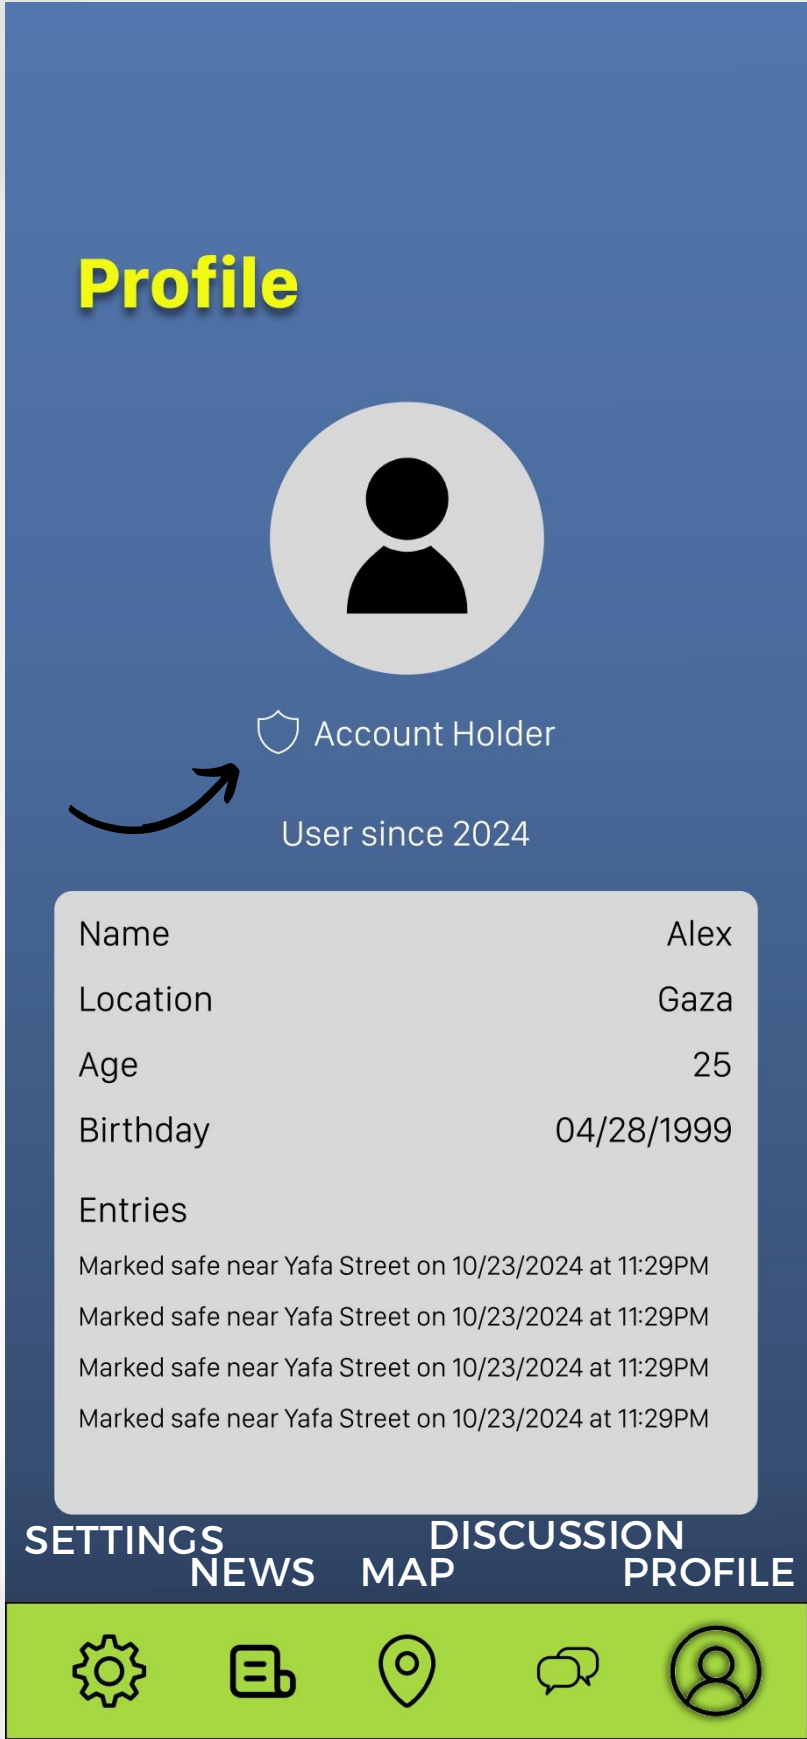 Profile
Account Holder
User since 2024
Name Alex
Location Gaza
Age 25
Birthday 04/28/1999
Entries
Marked safe near Yafa Street on 10/23/2024 at 11:29PM
Marked safe near Yafa Street on 10/23/2024 at 11:29PM
Marked safe near Yafa Street on 10/23/2024 at 11:29PM
Marked safe near Yafa Street on 10/23/2024 at 11:29PM
SETTINGS DISCUSSION
NEWS MAP PROFILE